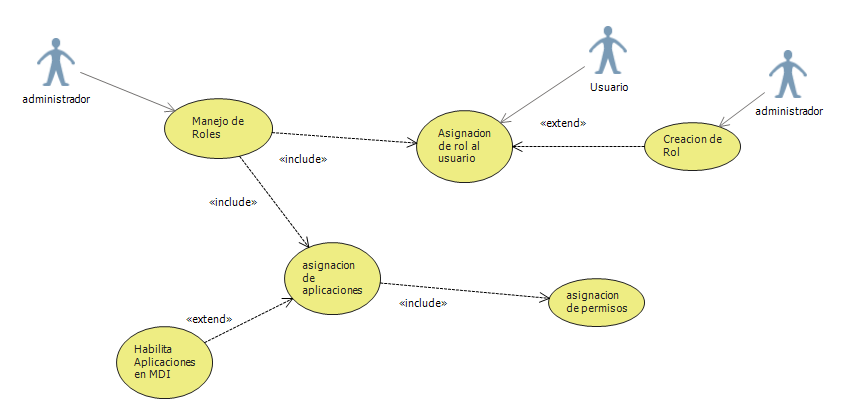 administrador
Usuario
administrador
Manejo de
Roles
Asignacion
de rol al
usuario
«extend»
Creacion de
Rol
«include»
«include»
asignacion
de
aplicaciones
«include»
asignacion
de permisos
«extend»
Habilita
Aplicaciones
en MDI